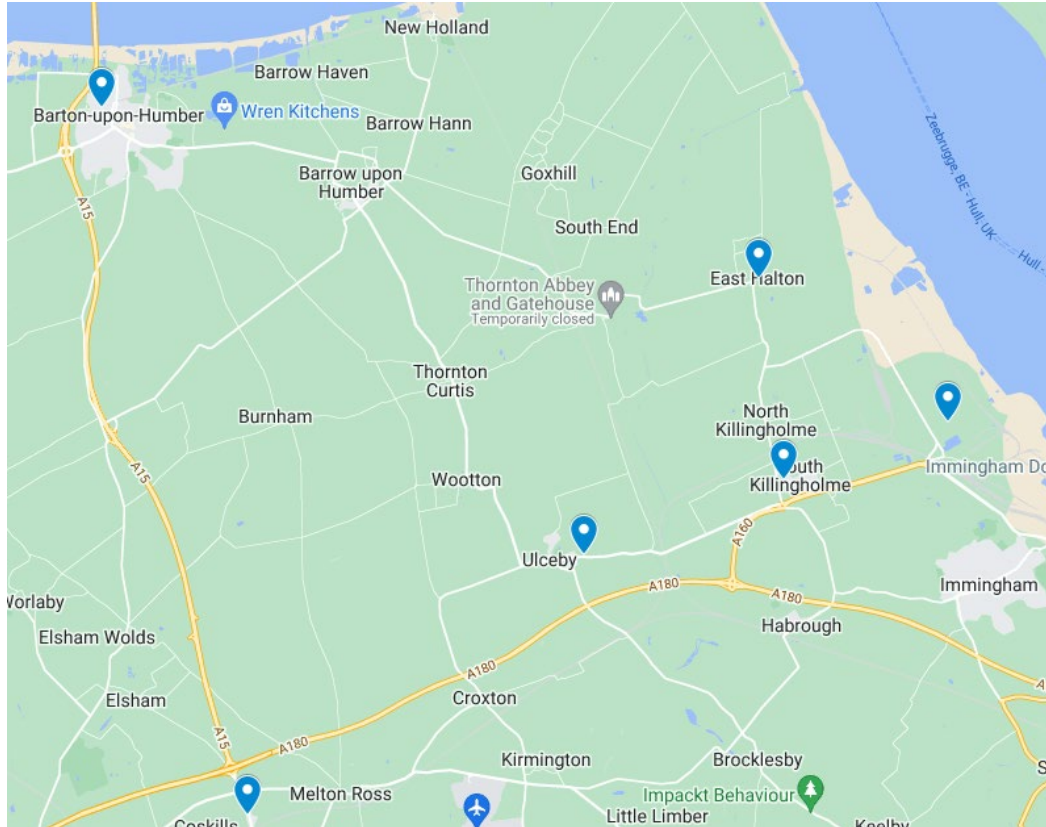 New Holland
Barrow Haven
Barton-upon-Humber
Wren Kitchens
Barrow Hann
Zeebrugge, BE - Hull, UK
Hull -
Barrow upon
Humber
Goxhill
A15
South End
East Halton
Thornton Abbey
and Gatehouse
Temporarily closed
Thornton
Curtis
Burnham
North
Killingholme
A15
Wootton
South
Killingholme
Immingham Do
A160
Ulceby
A180
A180
Immingham
Worlaby
Elsham Wolds
Habrough
A180
A
Elsham
Croxton
A15
A180
Kirmington
Brocklesby
S
Melton Ross
Impackt Behaviour
Little Limber
Coskills
Keelby